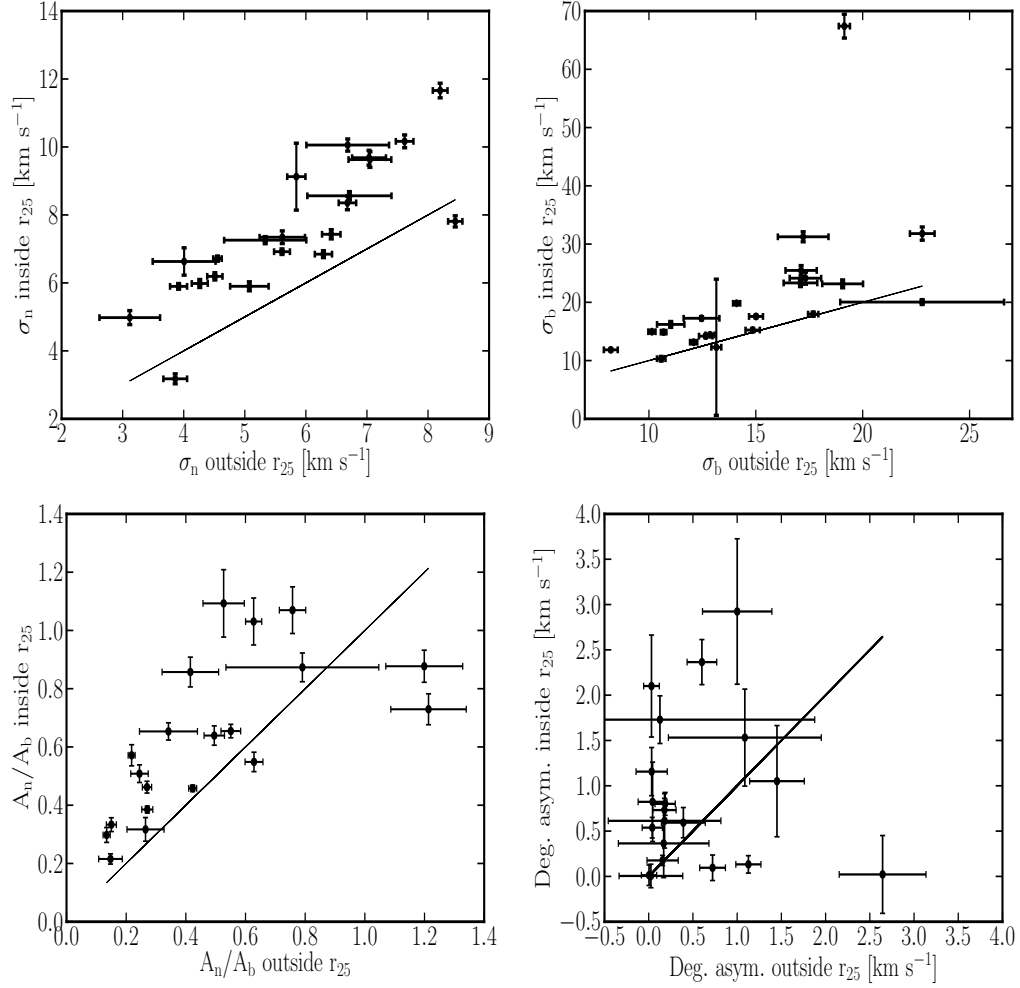 14
12
10
8
6
4
2
σn inside r25 [km s−1]
2 3 4 5 6 7 8 9
σn outside r25 [km s−1]
70
60
50
40
30
20
10
0
σb inside r25 [km s−1]
10 15 20 25
σb outside r25 [km s−1]
1.4
1.2
1.0
0.8
0.6
0.4
0.2
0.0
An/Ab inside r25
0.0 0.2 0.4 0.6 0.8 1.0 1.2 1.4
An/Ab outside r25
4.0
3.5
3.0
2.5
2.0
1.5
1.0
0.5
0.0
−0.5
Deg. asym. inside r25 [km s−1]
−0.5 0.0 0.5 1.0 1.5 2.0 2.5 3.0 3.5 4.0
Deg. asym. outside r25 [km s−1]